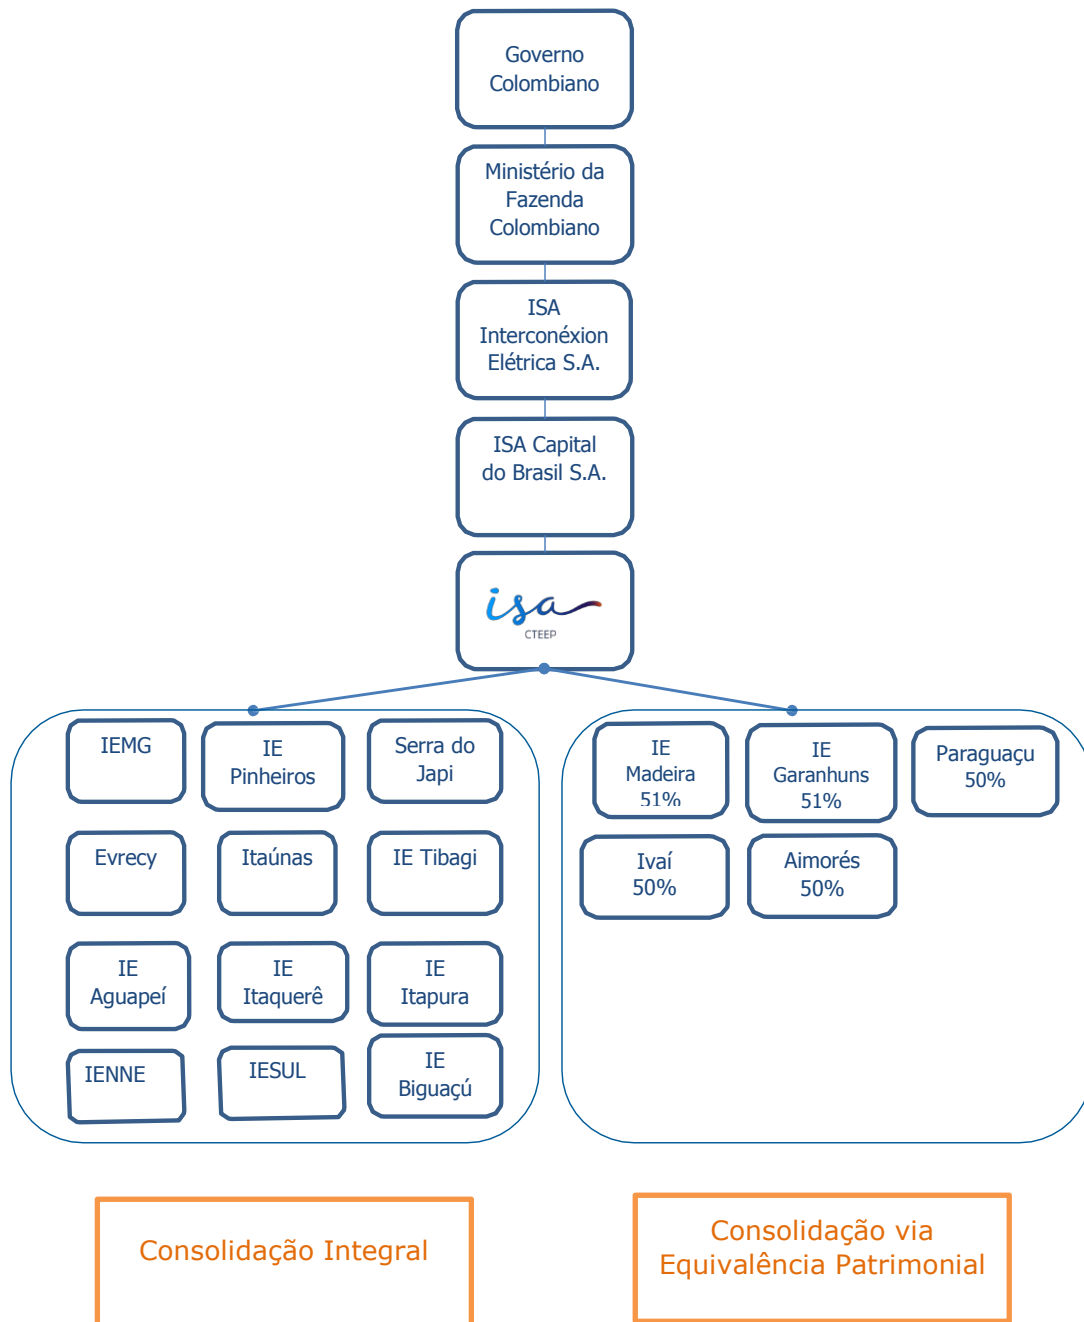 Governo
Colombiano
Ministério da
Fazenda
Colombiano
ISA
Interconéxion
Elétrica S.A.
ISA Capital
do Brasil S.A.
isa
CTEEP
IEMG
IE
Pinheiros
Serra do
Japi
Evrecy
Itaúnas
IE Tibagi
IE
Aguapeí
IE
Itaquerê
IE
Itapura
IENNE
IESUL
IE
Biguaçú
IE
Madeira
51%
IE
Garanhuns
51%
Paraguaçu
50%
Ivaí
50%
Aimorés
50%
Consolidação Integral
Consolidação via
Equivalência Patrimonial